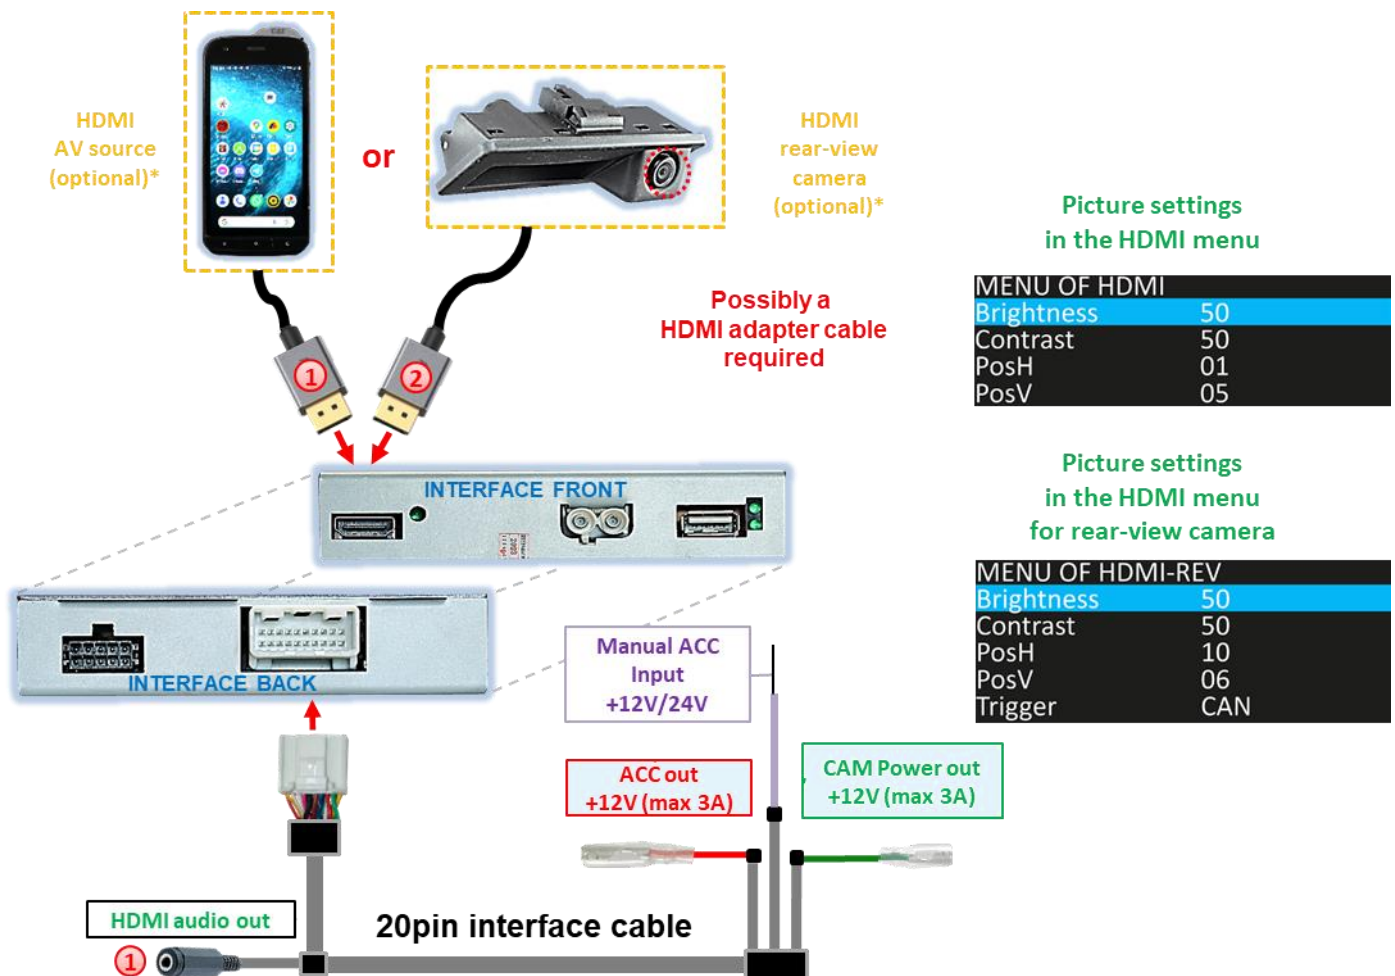 HDMI
AV source
(optional)*
or
HDMI
rear-view
camera
(optional)*
Possibly a
HDMI adapter cable
required
1
2
Picture settings
in the HDMI menu
MENU OF HDMI
Brightness 50
Contrast 50
PosH 01
PosV 05
INTERFACE FRONT
Picture settings
in the HDMI menu
for rear-view camera
MENU OF HDMI-REV
Brightness 50
Contrast 50
PosH 10
PosV 06
Trigger CAN
INTERFACE BACK
Manual ACC
Input
+12V/24V
ACC out
+12V (max 3A)
CAM Power out
+12V (max 3A)
HDMI audio out
1
20pin interface cable